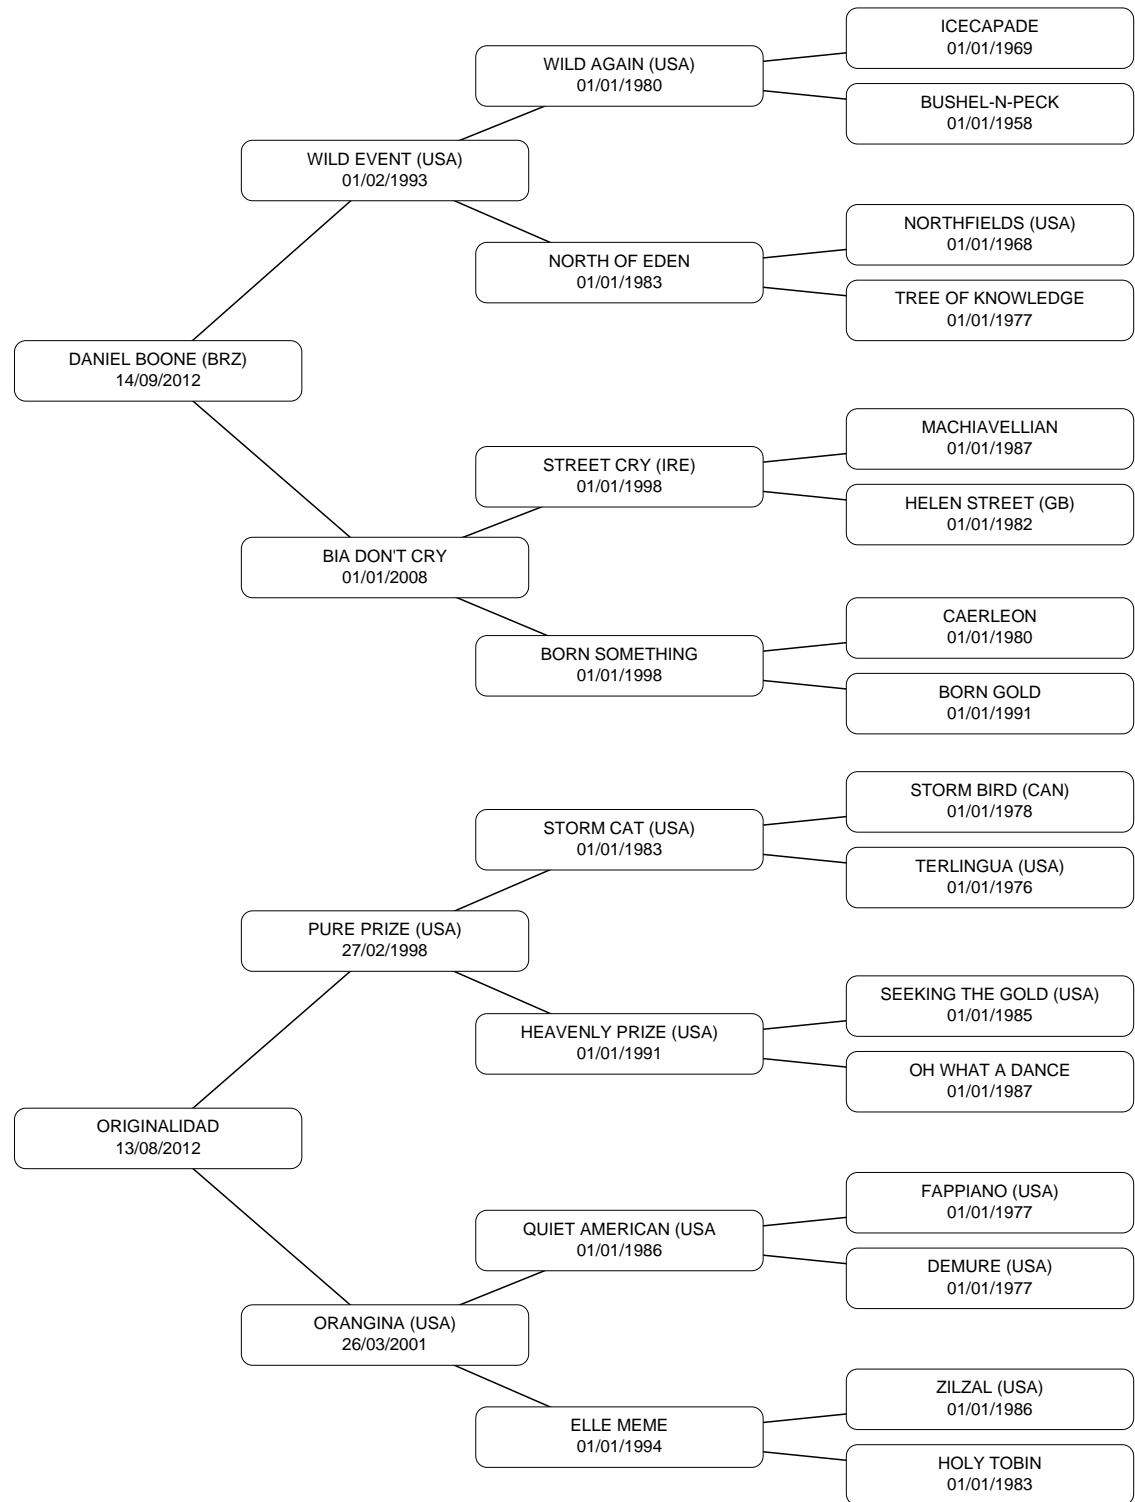 ICECAPADE
01/01/1969
WILD AGAIN (USA)
01/01/1980
BUSHEL-N-PECK
01/01/1958
WILD EVENT (USA)
01/02/1993
NORTHFIELDS (USA)
01/01/1968
NORTH OF EDEN
01/01/1983
TREE OF KNOWLEDGE
01/01/1977
DANIEL BOONE (BRZ)
14/09/2012
MACHIAVELLIAN
01/01/1987
STREET CRY (IRE)
01/01/1998
HELEN STREET (GB)
01/01/1982
BIA DON'T CRY
01/01/2008
CAERLEON
01/01/1980
BORN SOMETHING
01/01/1998
BORN GOLD
01/01/1991
STORM BIRD (CAN)
01/01/1978
STORM CAT (USA)
01/01/1983
TERLINGUA (USA)
01/01/1976
PURE PRIZE (USA)
27/02/1998
SEEKING THE GOLD (USA)
01/01/1985
HEAVENLY PRIZE (USA)
01/01/1991
OH WHAT A DANCE
01/01/1987
ORIGINALIDAD
13/08/2012
FAPPIANO (USA)
01/01/1977
QUIET AMERICAN (USA
01/01/1986
DEMURE (USA)
01/01/1977
ORANGINA (USA)
26/03/2001
ZILZAL (USA)
01/01/1986
ELLE MEME
01/01/1994
HOLY TOBIN
01/01/1983